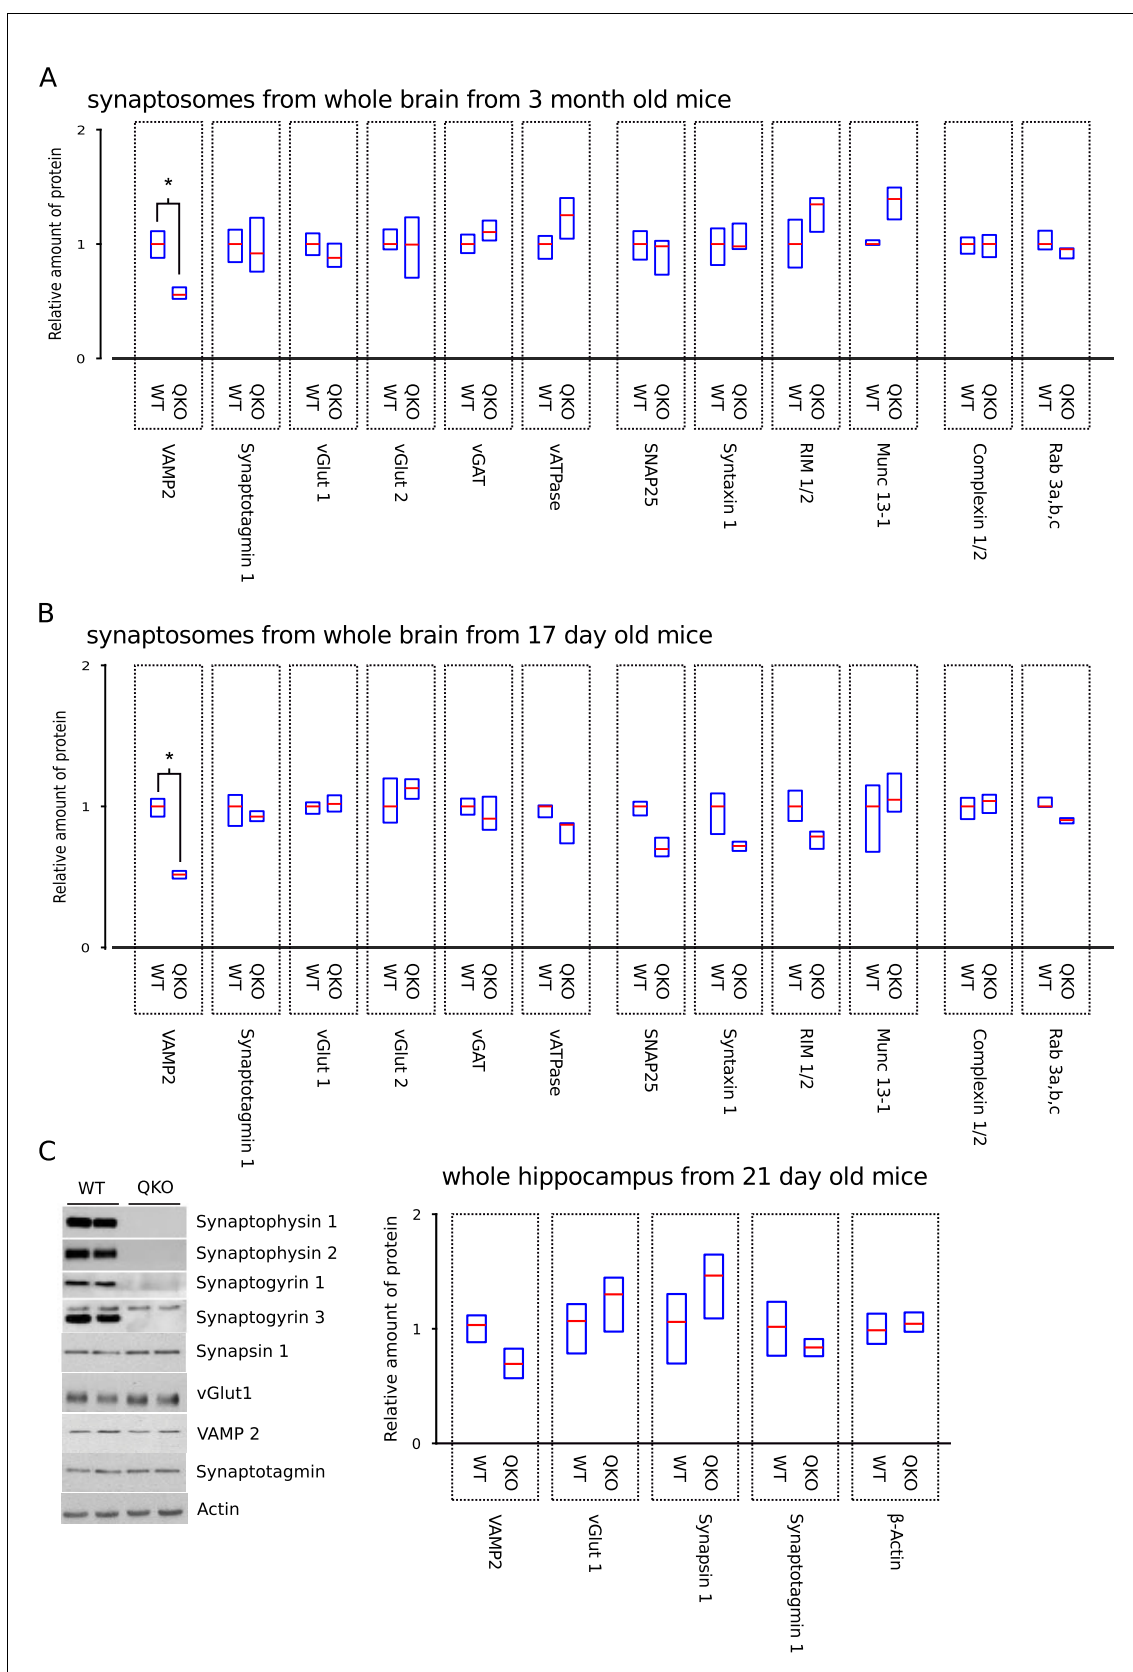 A
synaptosomes from whole brain from 3 month old mice
Relative amount of protein
2
1
0
*
WT QKO WT QKO WT QKO WT QKO WT QKO WT QKO WT QKO WT QKO WT QKO WT QKO WT QKO WT QKO
VAMP2
Synaptotagmin 1
vGlut 1
vGlut 2
vGAT
vATPase
SNAP25
Syntaxin 1
RIM 1/2
Munc 13-1
Complexin 1/2
Rab 3a,b,c
B
synaptosomes from whole brain from 17 day old mice
Relative amount of protein
2
1
0
*
WT QKO WT QKO WT QKO WT QKO WT QKO WT QKO WT QKO WT QKO WT QKO WT QKO WT QKO WT QKO
VAMP2
Synaptotagmin 1
vGlut 1
vGlut 2
vGAT
vATPase
SNAP25
Syntaxin 1
RIM 1/2
Munc 13-1
Complexin 1/2
Rab 3a,b,c
C
WT QKO
Synaptophysin 1
Synaptophysin 2
Synaptogyrin 1
Synaptogyrin 3
Synapsin 1
vGlut1
VAMP 2
Synaptotagmin
Actin
whole hippocampus from 21 day old mice
Relative amount of protein
2
1
0
WT QKO WT QKO WT QKO WT QKO WT QKO
VAMP2
vGlut 1
Synapsin 1
Synaptotagmin 1
β-Actin